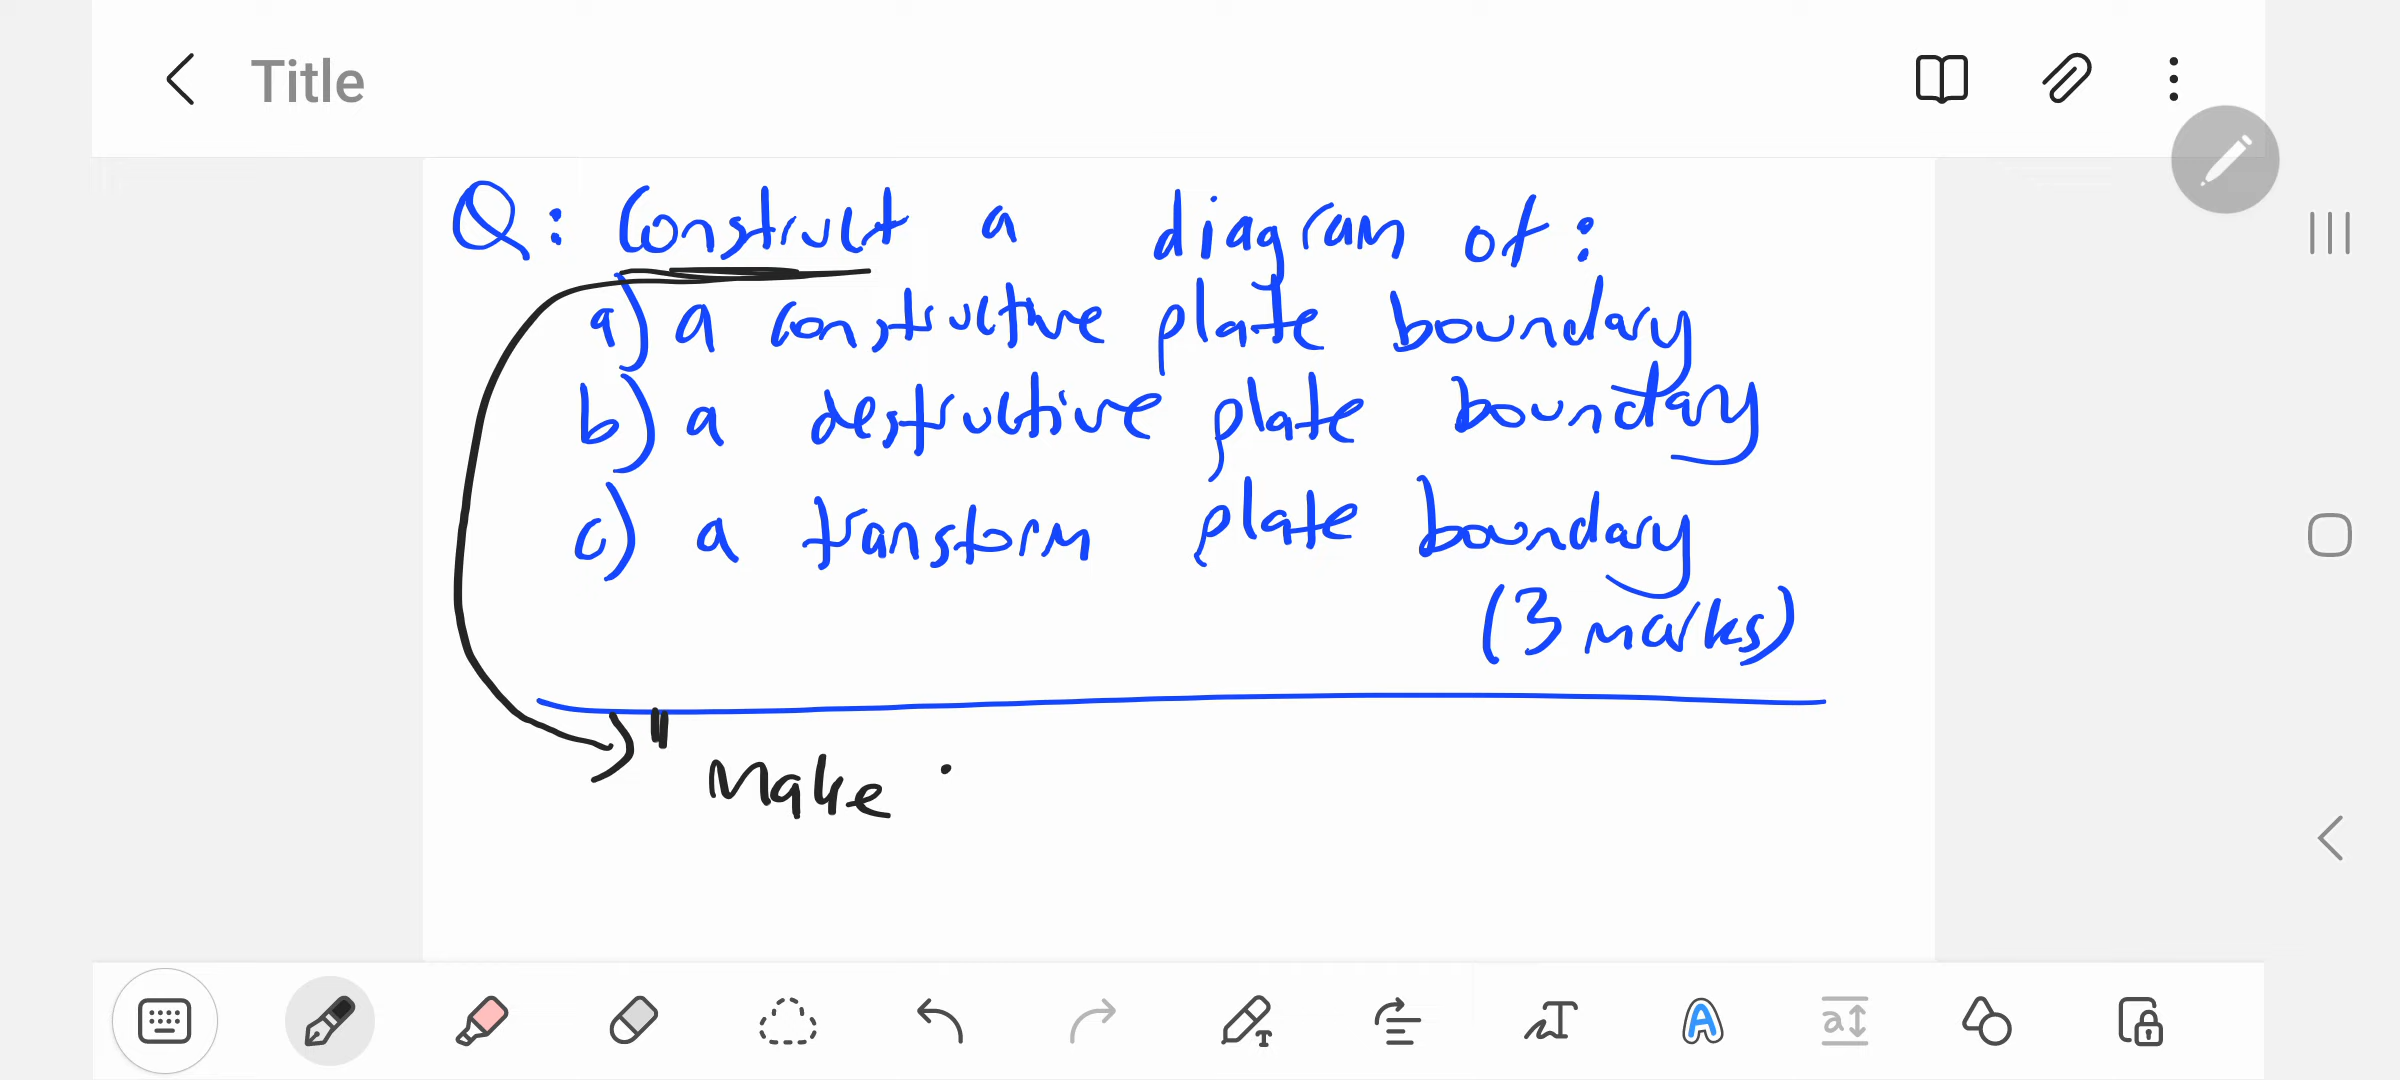 Title
Q: Construct a diagram of:
a) a constructive plate boundary
b) a destructive plate boundary
c) a transform plate boundary
(3 marks)
" Make